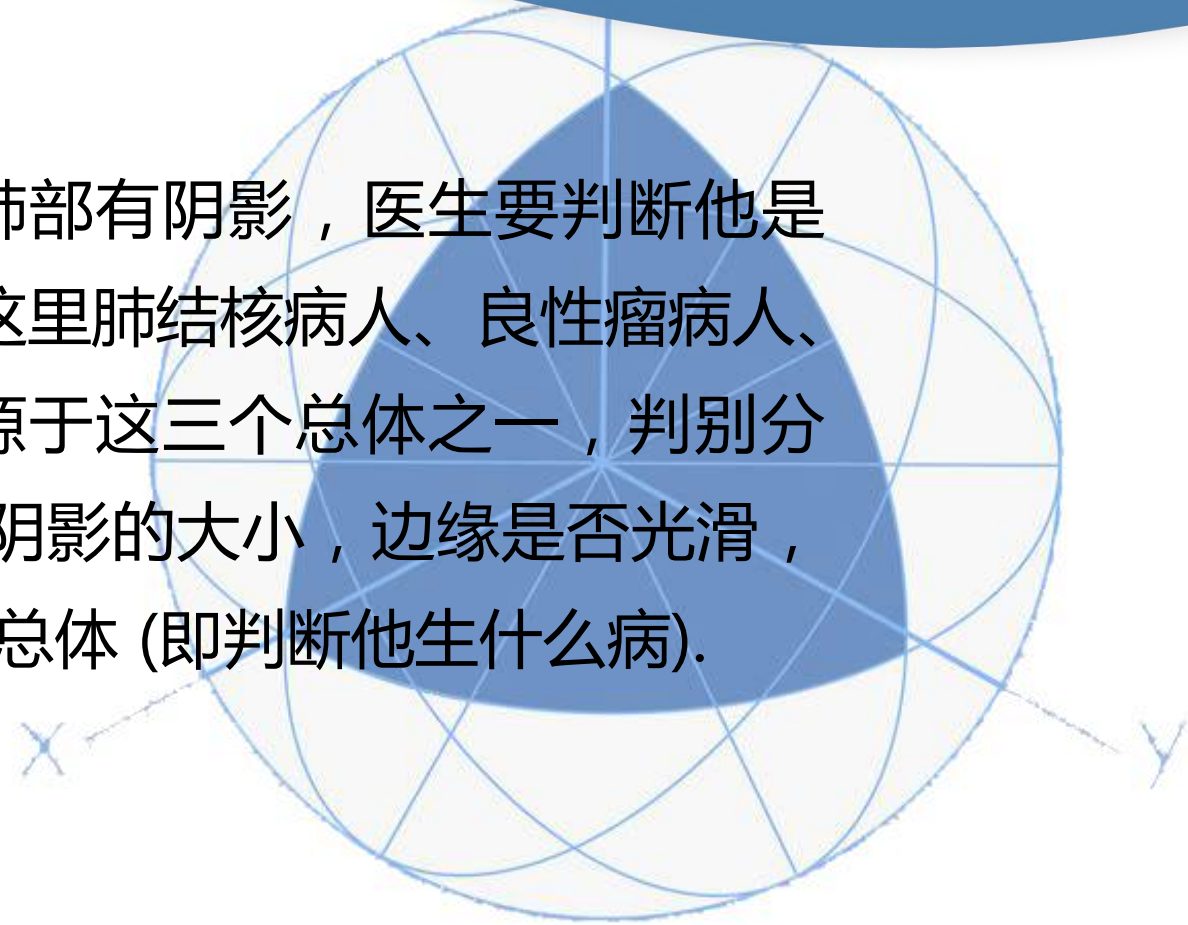 肺部有阴影，医生要判断他是
这里肺结核病人、良性瘤病人、
源于这三个总体之一，判别分
阴影的大小，边缘是否光滑，
总体 (即判断他生什么病).
X
Y